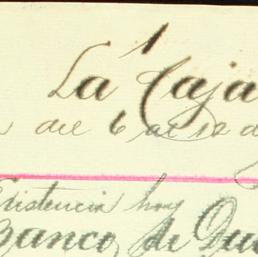 1
La Caja
del 6 al 12 d
Existencia hoy
Banco de